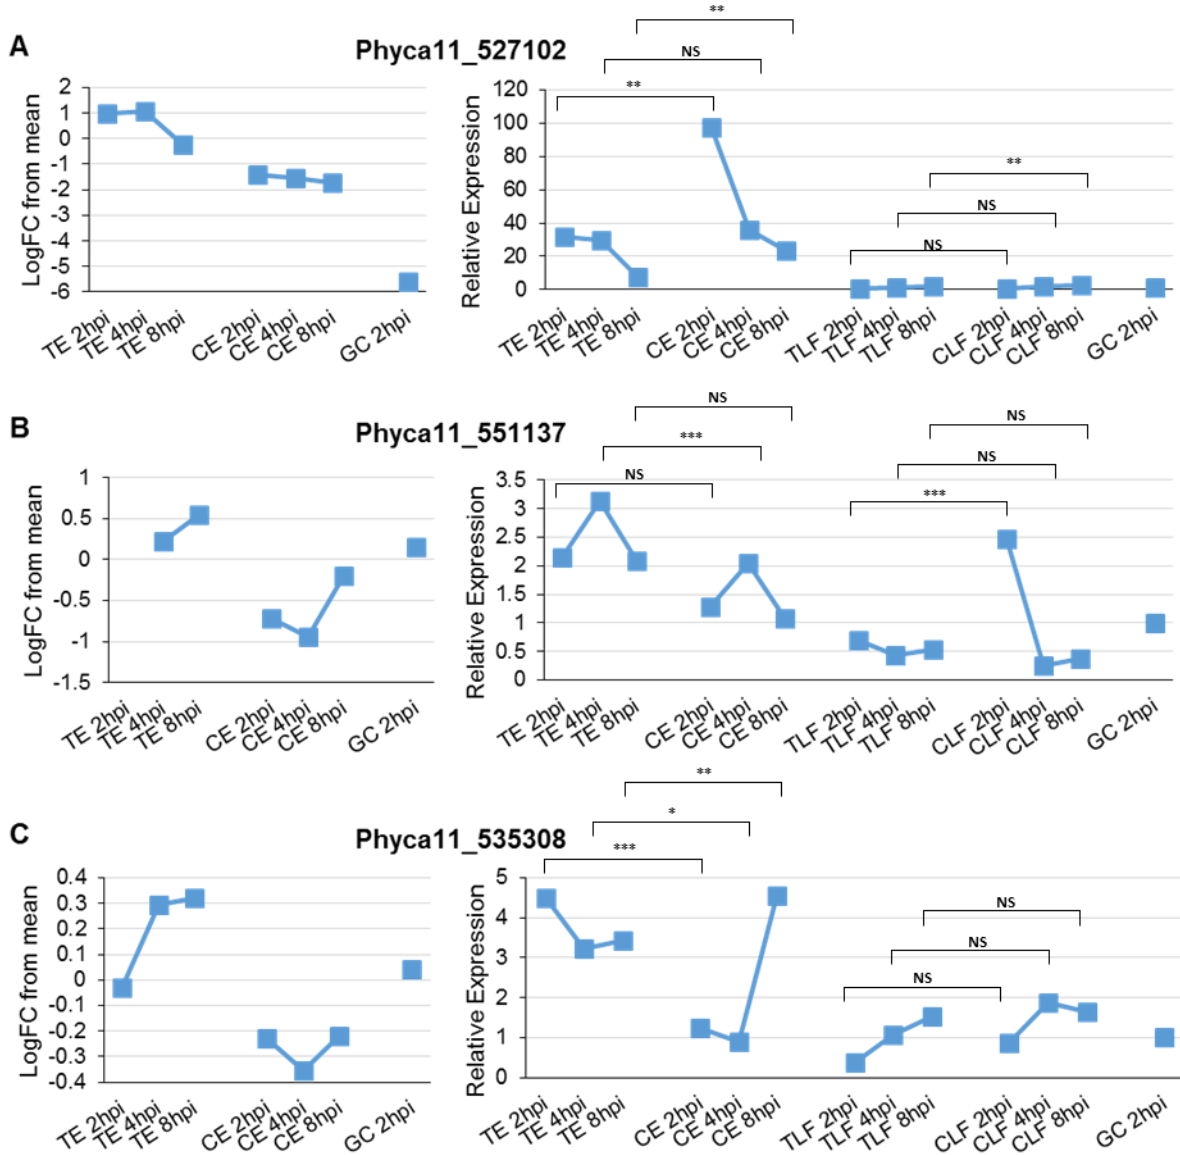 A
Phyca11_527102
**
NS
**
**
NS
NS
LogFC from mean
2
1
0
-1
-2
-3
-4
-5
-6
TE 2hpi
TE 4hpi
TE 8hpi
CE 2hpi
CE 4hpi
CE 8hpi
GC 2hpi
Relative Expression
120
100
80
60
40
20
0
TE 2hpi
TE 4hpi
TE 8hpi
CE 2hpi
CE 4hpi
CE 8hpi
TLF 2hpi
TLF 4hpi
TLF 8hpi
CLF 2hpi
CLF 4hpi
CLF 8hpi
GC 2hpi
B
Phyca11_551137
NS
***
NS
NS
NS
***
LogFC from mean
1
0.5
0
-0.5
-1
-1.5
TE 2hpi
TE 4hpi
TE 8hpi
CE 2hpi
CE 4hpi
CE 8hpi
GC 2hpi
Relative Expression
3.5
3
2.5
2
1.5
1
0.5
0
TE 2hpi
TE 4hpi
TE 8hpi
CE 2hpi
CE 4hpi
CE 8hpi
TLF 2hpi
TLF 4hpi
TLF 8hpi
CLF 2hpi
CLF 4hpi
CLF 8hpi
GC 2hpi
C
Phyca11_535308
**
*
***
NS
NS
NS
LogFC from mean
0.4
0.3
0.2
0.1
0
-0.1
-0.2
-0.3
-0.4
TE 2hpi
TE 4hpi
TE 8hpi
CE 2hpi
CE 4hpi
CE 8hpi
GC 2hpi
Relative Expression
5
4
3
2
1
0
TE 2hpi
TE 4hpi
TE 8hpi
CE 2hpi
CE 4hpi
CE 8hpi
TLF 2hpi
TLF 4hpi
TLF 8hpi
CLF 2hpi
CLF 4hpi
CLF 8hpi
GC 2hpi